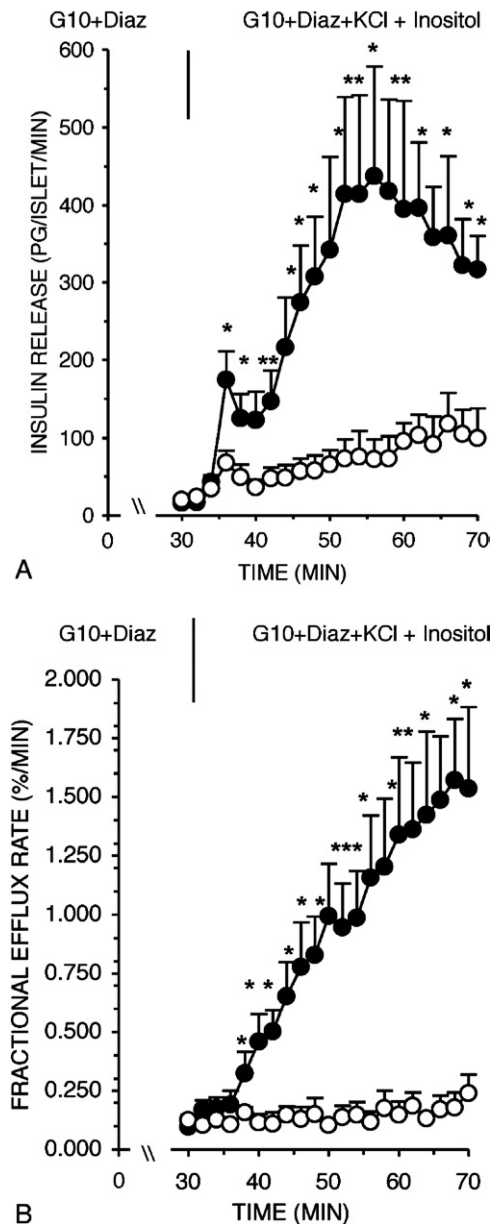 G10+Diaz G10+Diaz+KCl + Inositol
600
500
400
300
200
100
0
INSULIN RELEASE (PG/ISLET/MIN)
* ** * ** * * * *
* * *
* * **
0 \\ 30 40 50 60 70
TIME (MIN)
A
G10+Diaz G10+Diaz+KCl + Inositol
2.000
1.750
1.500
1.250
1.000
0.750
0.500
0.250
0.000
FRACTIONAL EFFLUX RATE (%/MIN)
* * * ** * * *
*** * *
* * * * * *
0 \\ 30 40 50 60 70
TIME (MIN)
B